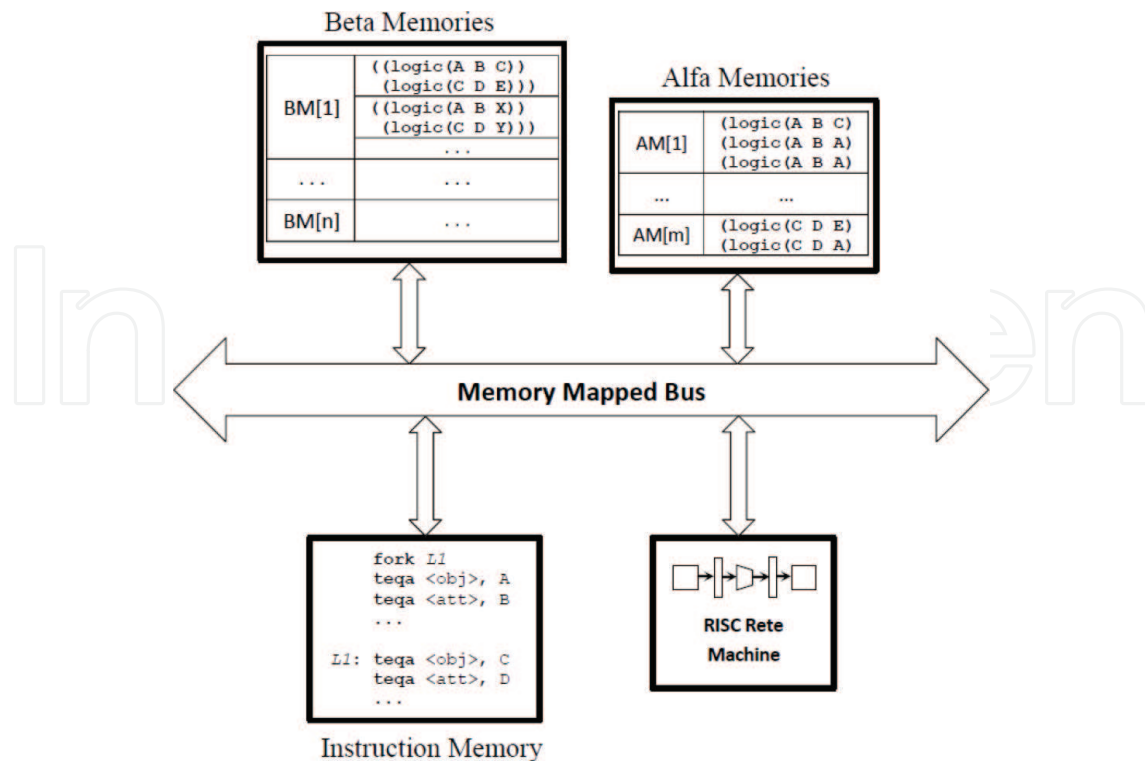 Beta Memories
BM[1]
((logic(A B C))
(logic(C D E)))
((logic(A B X))
(logic(C D Y)))
...
... ...
BM[n] ...
Alfa Memories
AM[1]
(logic(A B C)
(logic(A B A)
(logic(A B A)
... ...
AM[m]
(logic(C D E)
(logic(C D A)
Memory Mapped Bus
fork L1
teqa <obj>, A
teqa <att>, B
...
L1: teqa <obj>, C
teqa <att>, D
...
Instruction Memory
RISC Rete
Machine
In
en